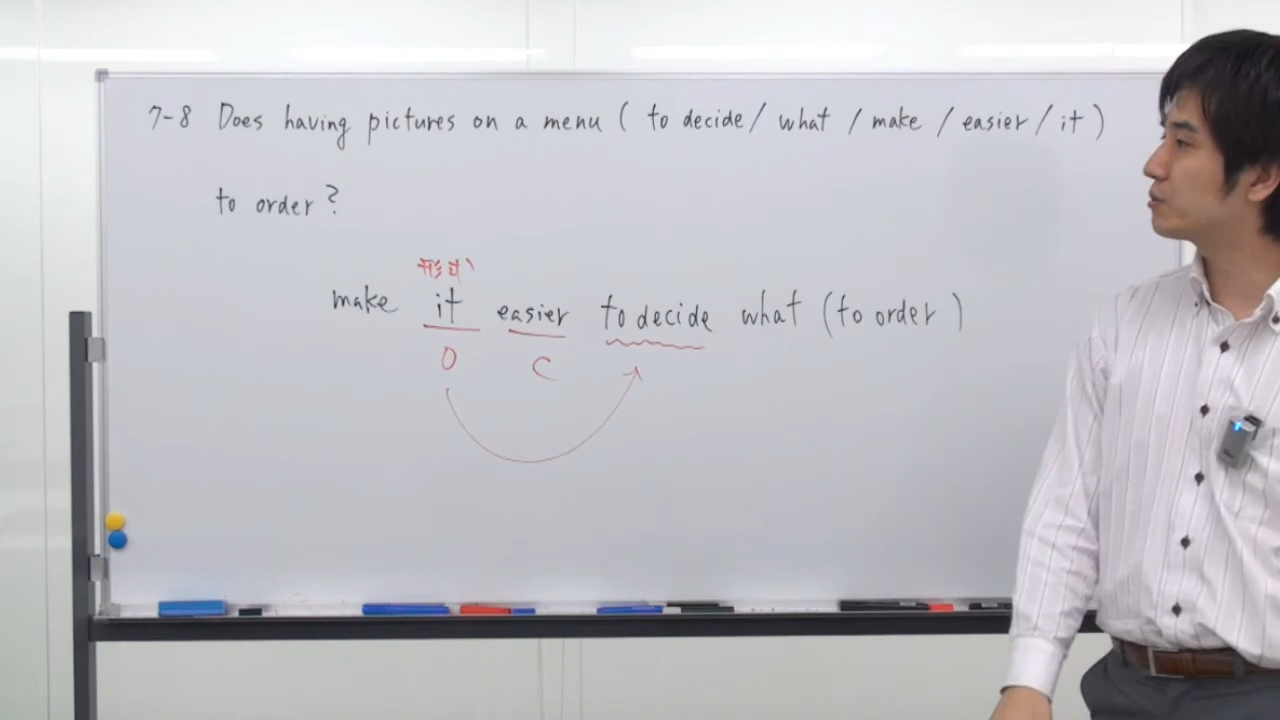 7-8 Does having pictures on a menu ( to decide / what / make / easier / it )
to order ?
形式
make it easier to decide what (to order )
O C